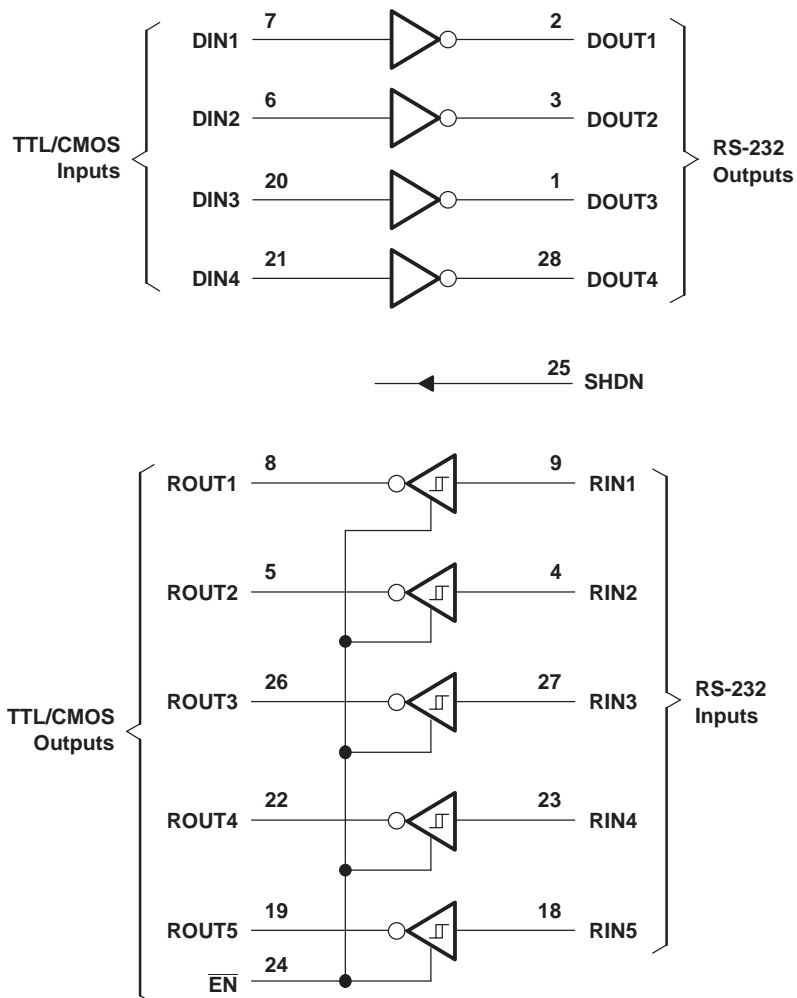 7 2
DIN1 DOUT1
6 3
DIN2 DOUT2
TTL/CMOS
Inputs
RS-232
Outputs
20 1
DIN3 DOUT3
21 28
DIN4 DOUT4
25
SHDN
8 9
ROUT1 RIN1
5 4
ROUT2 RIN2
26 27
ROUT3 RIN3
TTL/CMOS
Outputs
RS-232
Inputs
22 23
ROUT4 RIN4
19 18
ROUT5 RIN5
24
E̅N̅